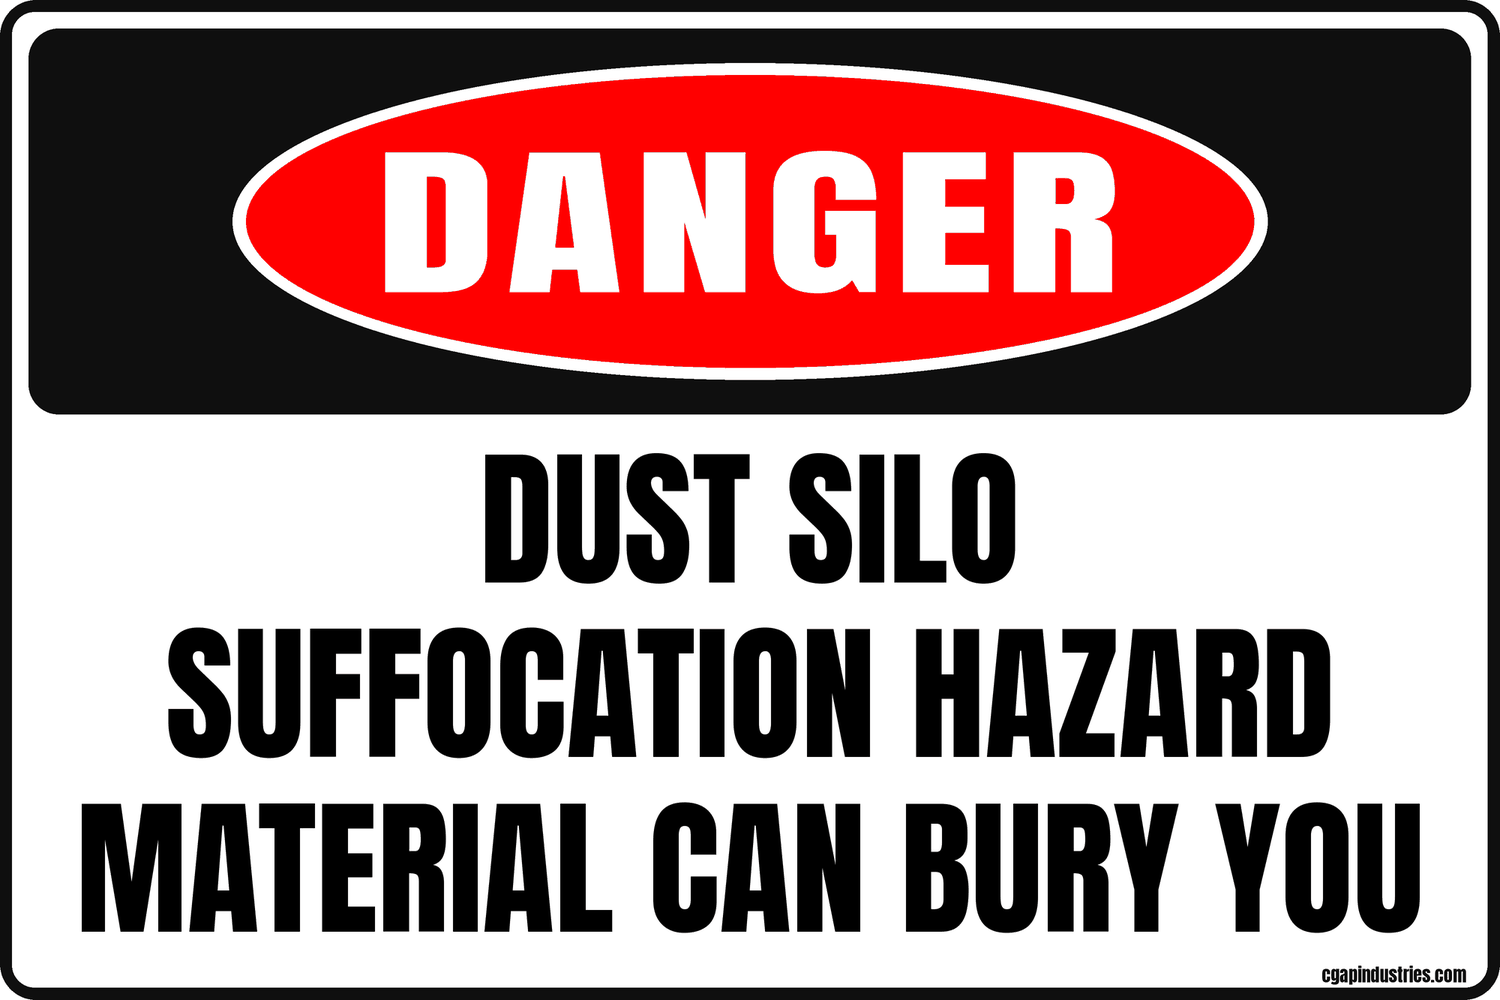 DANGER
DUST SILO
SUFFOCATION HAZARD
MATERIAL CAN BURY YOU
cgapindustries.com